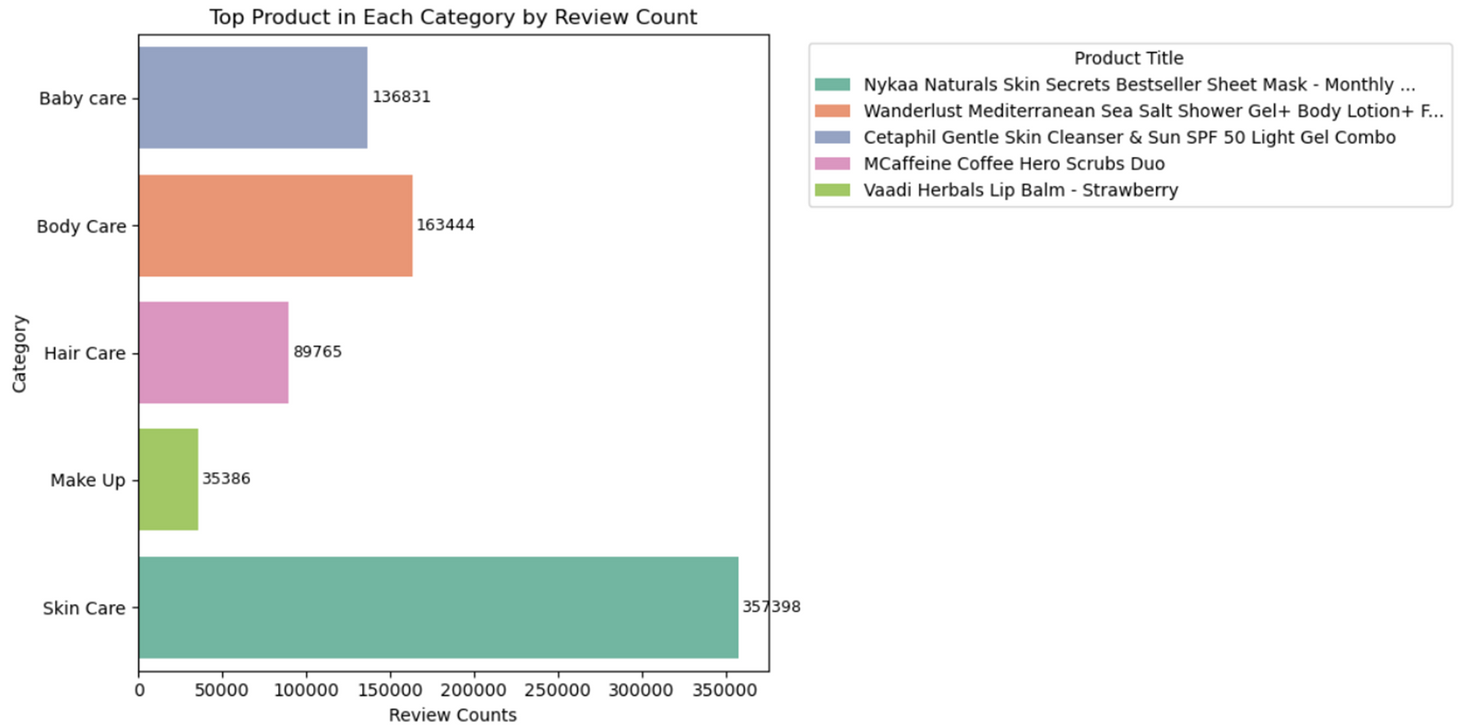 Top Product in Each Category by Review Count
Category
Baby care
136831
Body Care
163444
Hair Care
89765
Make Up
35386
Skin Care
357398
0 50000 100000 150000 200000 250000 300000 350000
Review Counts
Product Title
Nykaa Naturals Skin Secrets Bestseller Sheet Mask - Monthly ...
Wanderlust Mediterranean Sea Salt Shower Gel+ Body Lotion+ F...
Cetaphil Gentle Skin Cleanser & Sun SPF 50 Light Gel Combo
MCaffeine Coffee Hero Scrubs Duo
Vaadi Herbals Lip Balm - Strawberry